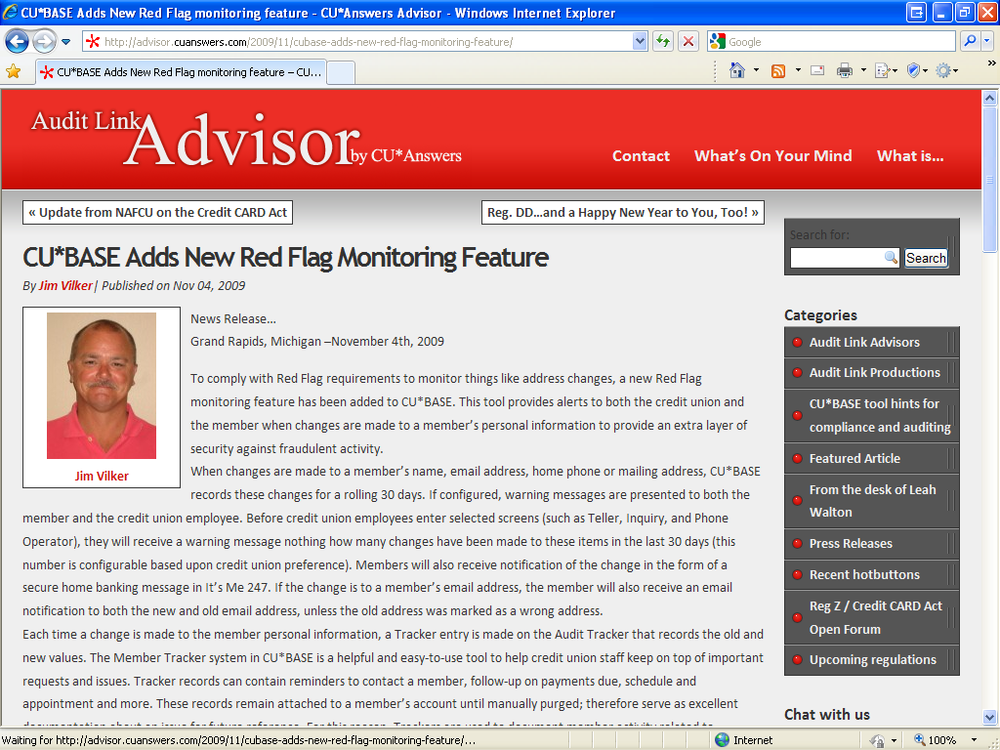 CU*BASE Adds New Red Flag monitoring feature - CU*Answers Advisor - Windows Internet Explorer
http://advisor.cuanswers.com/2009/11/cubase-adds-new-red-flag-monitoring-feature/
Google
CU*BASE Adds New Red Flag monitoring feature – CU...
Audit Link
Advisor
by CU*Answers
Contact What's On Your Mind What is...
« Update from NAFCU on the Credit CARD Act
Reg. DD...and a Happy New Year to You, Too! »
CU*BASE Adds New Red Flag Monitoring Feature
By Jim Vilker | Published on Nov 04, 2009
Jim Vilker
News Release...
Grand Rapids, Michigan –November 4th, 2009
To comply with Red Flag requirements to monitor things like address changes, a new Red Flag
monitoring feature has been added to CU*BASE. This tool provides alerts to both the credit union and
the member when changes are made to a member's personal information to provide an extra layer of
security against fraudulent activity.
When changes are made to a member's name, email address, home phone or mailing address, CU*BASE
records these changes for a rolling 30 days. If configured, warning messages are presented to both the
member and the credit union employee. Before credit union employees enter selected screens (such as Teller, Inquiry, and Phone
Operator), they will receive a warning message nothing how many changes have been made to these items in the last 30 days (this
number is configurable based upon credit union preference). Members will also receive notification of the change in the form of a
secure home banking message in It's Me 247. If the change is to a member's email address, the member will also receive an email
notification to both the new and old email address, unless the old address was marked as a wrong address.
Each time a change is made to the member personal information, a Tracker entry is made on the Audit Tracker that records the old and
new values. The Member Tracker system in CU*BASE is a helpful and easy-to-use tool to help credit union staff keep on top of important
requests and issues. Tracker records can contain reminders to contact a member, follow-up on payments due, schedule and
appointment and more. These records remain attached to a member's account until manually purged; therefore serve as excellent
Search for:
Search
Categories
Audit Link Advisors
Audit Link Productions
CU*BASE tool hints for
compliance and auditing
Featured Article
From the desk of Leah
Walton
Press Releases
Recent hotbuttons
Reg Z / Credit CARD Act
Open Forum
Upcoming regulations
Chat with us
Waiting for http://advisor.cuanswers.com/2009/11/cubase-adds-new-red-flag-monitoring-feature/...
Internet
100%